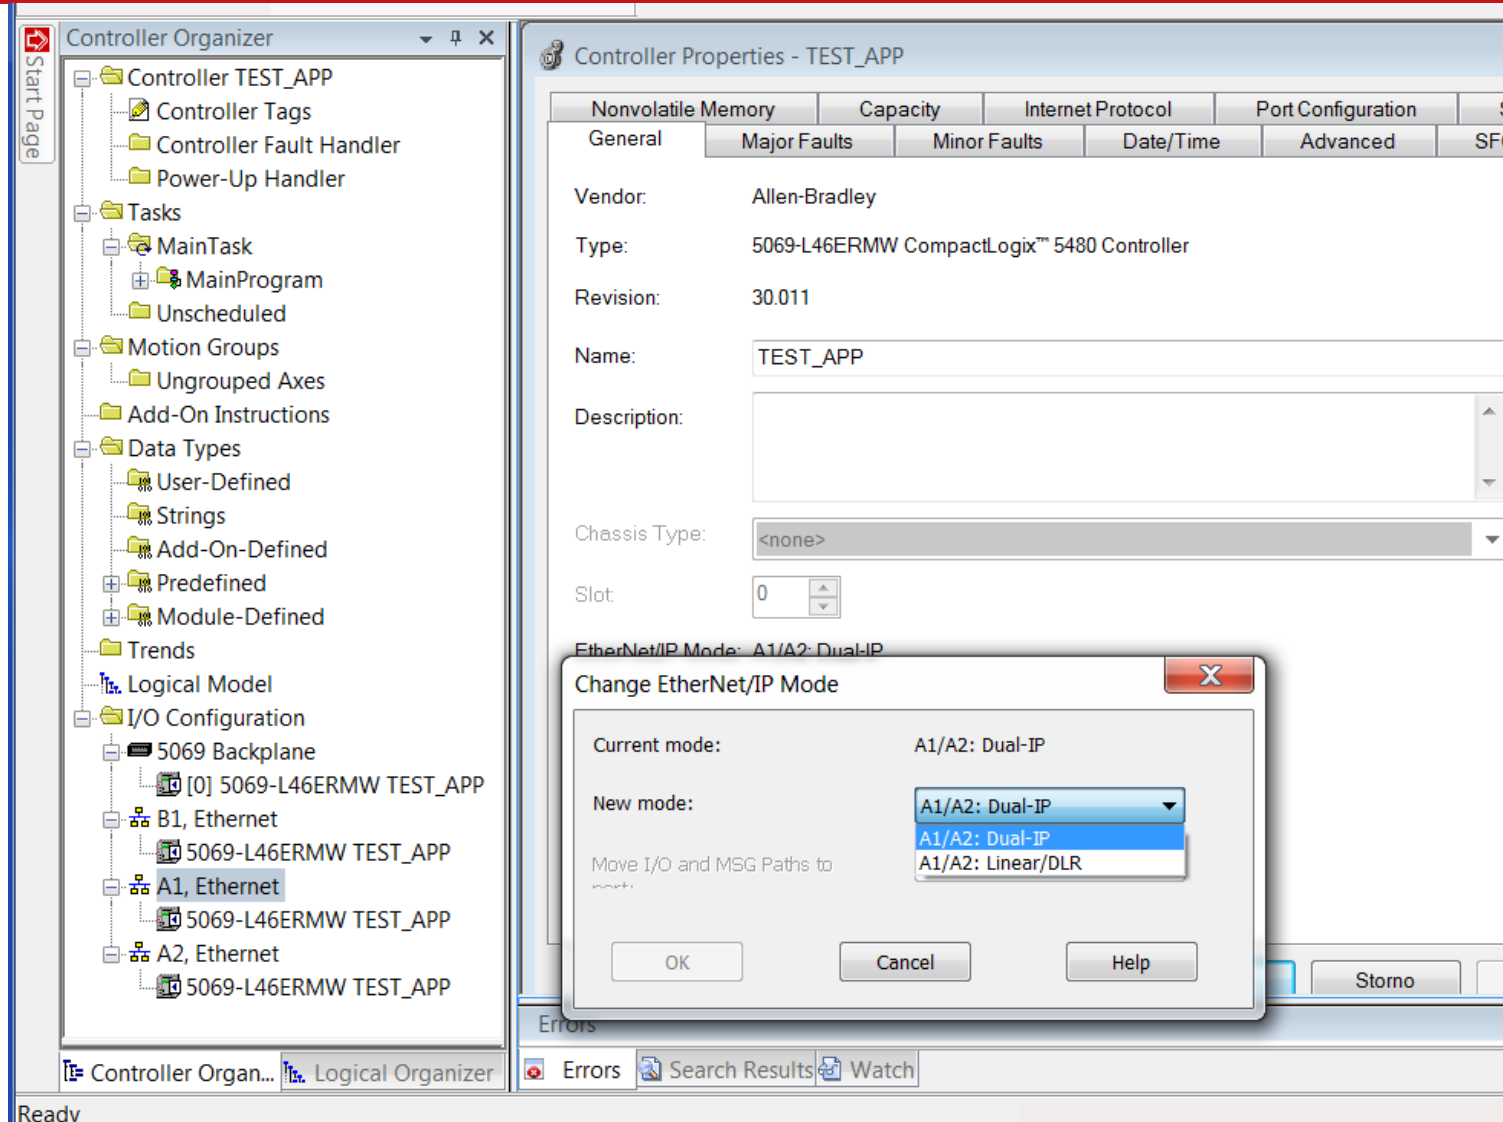 Start Page
Controller Organizer
Controller TEST_APP
Controller Tags
Controller Fault Handler
Power-Up Handler
Tasks
MainTask
MainProgram
Unscheduled
Motion Groups
Ungrouped Axes
Add-On Instructions
Data Types
User-Defined
Strings
Add-On-Defined
Predefined
Module-Defined
Trends
Logical Model
I/O Configuration
5069 Backplane
[0] 5069-L46ERMW TEST_APP
B1, Ethernet
5069-L46ERMW TEST_APP
A1, Ethernet
5069-L46ERMW TEST_APP
A2, Ethernet
5069-L46ERMW TEST_APP
Controller Organ... Logical Organizer
Controller Properties - TEST_APP
Nonvolatile Memory Capacity Internet Protocol Port Configuration
General Major Faults Minor Faults Date/Time Advanced SF
Vendor: Allen-Bradley
Type: 5069-L46ERMW CompactLogix™ 5480 Controller
Revision: 30.011
Name: TEST_APP
Description:
Chassis Type: <none>
Slot: 0
EtherNet/IP Mode: A1/A2: Dual-IP
Change EtherNet/IP Mode
Current mode: A1/A2: Dual-IP
New mode: A1/A2: Dual-IP
A1/A2: Dual-IP
A1/A2: Linear/DLR
Move I/O and MSG Paths to
OK Cancel Help
Storno
Errors
Errors Search Results Watch
Ready